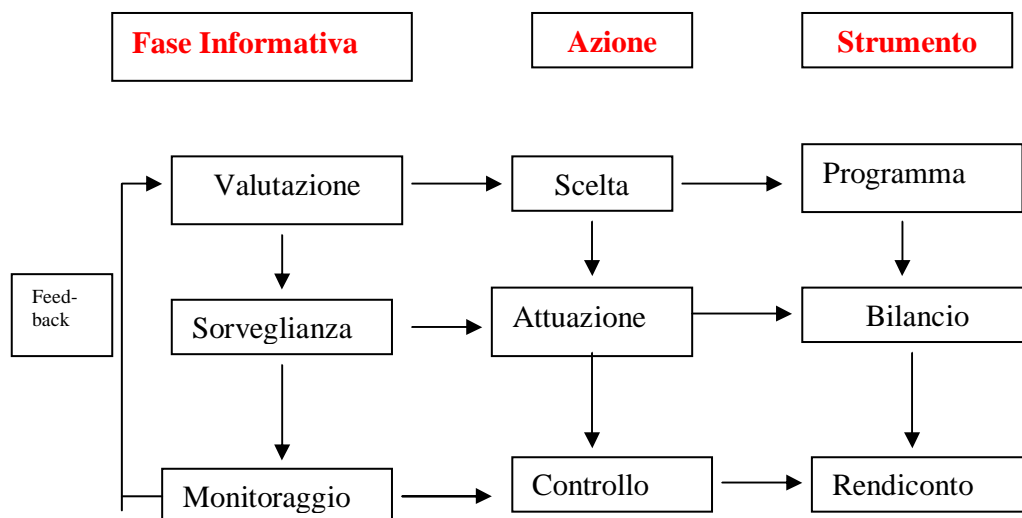 Fase Informativa
Azione
Strumento
Valutazione
Scelta
Programma
Feed-
back
Sorveglianza
Attuazione
Bilancio
Monitoraggio
Controllo
Rendiconto